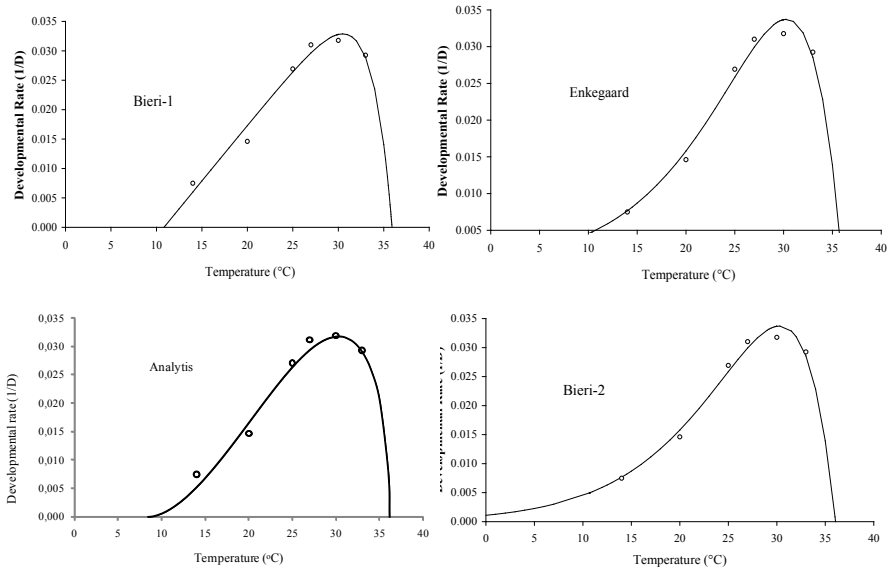 Developmental Rate (1/D)
0.035
0.030
0.025
0.020
0.015
0.010
0.005
0.000
Bieri-1
0 5 10 15 20 25 30 35 40
Temperature (°C)
Developmental Rate (1/D)
0.035
0.030
0.025
0.020
0.015
0.010
0.005
Enkegaard
0 5 10 15 20 25 30 35 40
Temperature (°C)
Developmental rate (1/D)
0,035
0,030
0,025
0,020
0,015
0,010
0,005
0,000
Analytis
0 5 10 15 20 25 30 35 40
Temperature (°C)
0.035
0.030
0.025
0.020
0.015
0.010
0.005
0.000
Bieri-2
0 5 10 15 20 25 30 35 40
Temperature (°C)